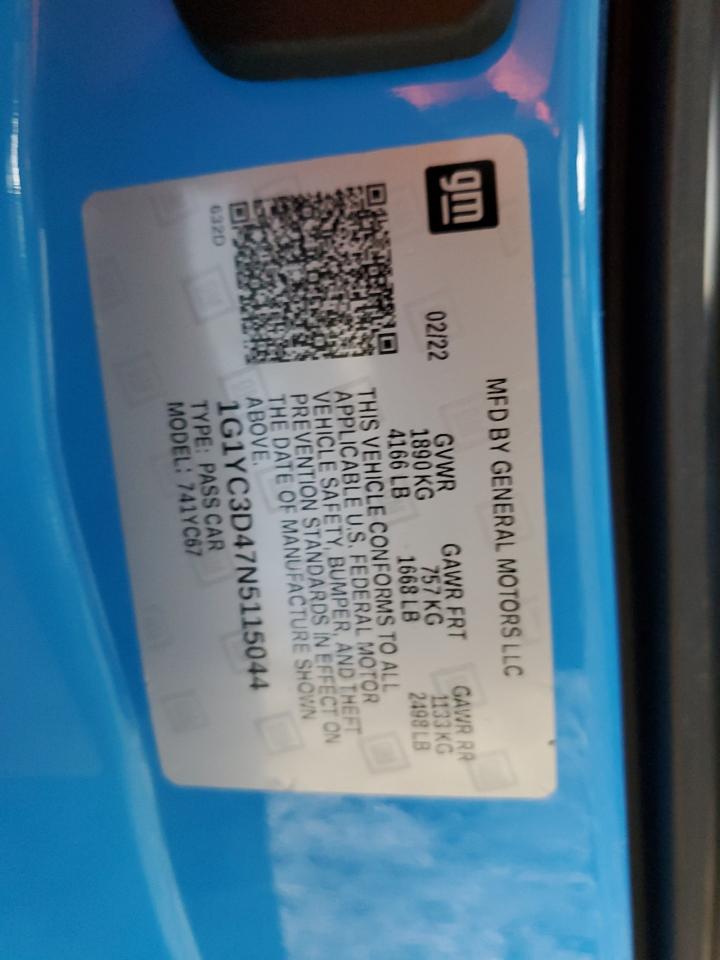 gm
MFD BY GENERAL MOTORS LLC
02/22
GVWR GAWR FRT GAWR RR
1890 KG 757 KG 1133 KG
4166 LB 1668 LB 2498 LB
THIS VEHICLE CONFORMS TO ALL
APPLICABLE U.S. FEDERAL MOTOR
VEHICLE SAFETY, BUMPER, AND THEFT
PREVENTION STANDARDS IN EFFECT ON
THE DATE OF MANUFACTURE SHOWN
ABOVE.
632D
1G1YC3D47N5115044
TYPE: PASS CAR
MODEL: 741YC67